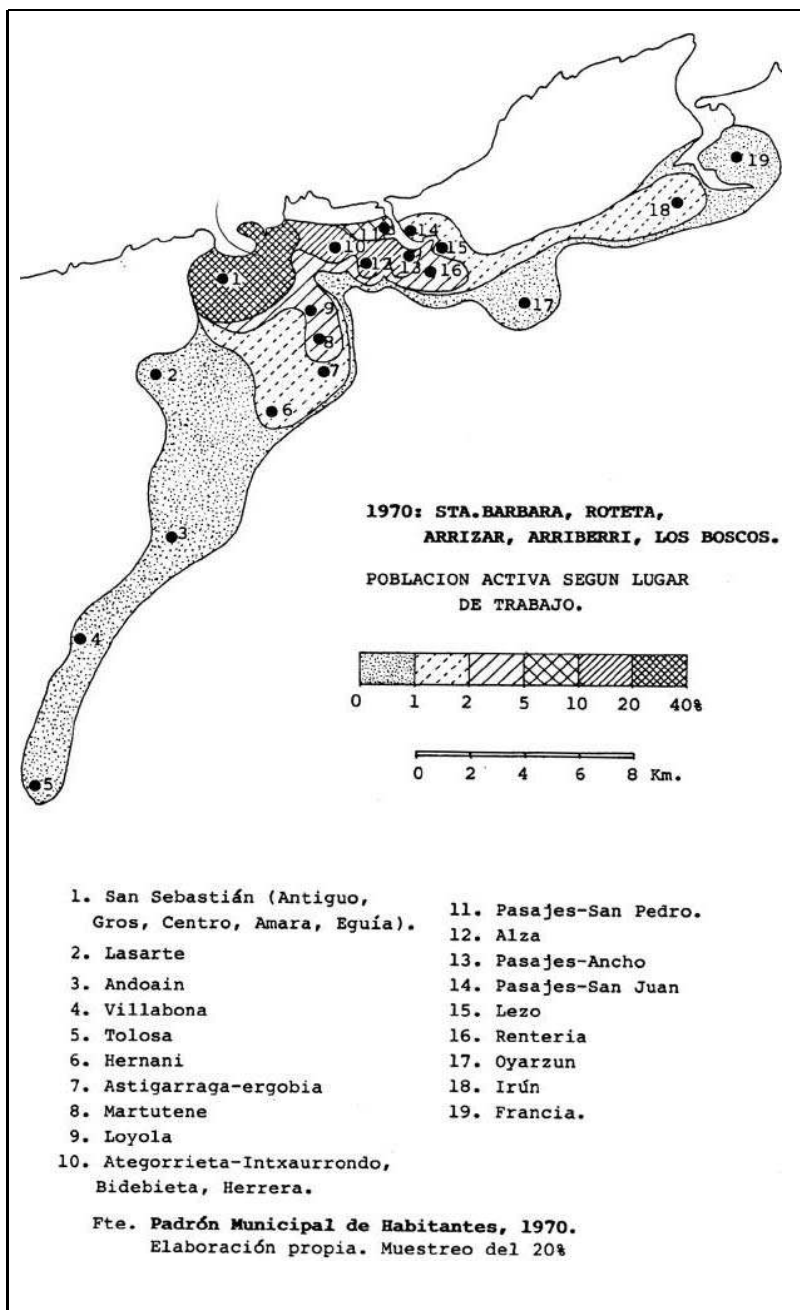 19
18
14
11
10
15
12
13
16
1
9
17
8
2
7
6
3
4
5
1970: STA.BARBARA, ROTETA,
ARRIZAR, ARRIBERRI, LOS BOSCOS.
POBLACION ACTIVA SEGUN LUGAR
DE TRABAJO.
0 1 2 5 10 20 40%
0 2 4 6 8 Km.
1. San Sebastián (Antiguo,
Gros, Centro, Amara, Eguía).
2. Lasarte
3. Andoain
4. Villabona
5. Tolosa
6. Hernani
7. Astigarraga-ergobia
8. Martutene
9. Loyola
10. Ategorrieta-Intxaurrondo,
Bidebieta, Herrera.
11. Pasajes-San Pedro.
12. Alza
13. Pasajes-Ancho
14. Pasajes-San Juan
15. Lezo
16. Renteria
17. Oyarzun
18. Irún
19. Francia.
Fte. Padrón Municipal de Habitantes, 1970.
Elaboración propia. Muestreo del 20%